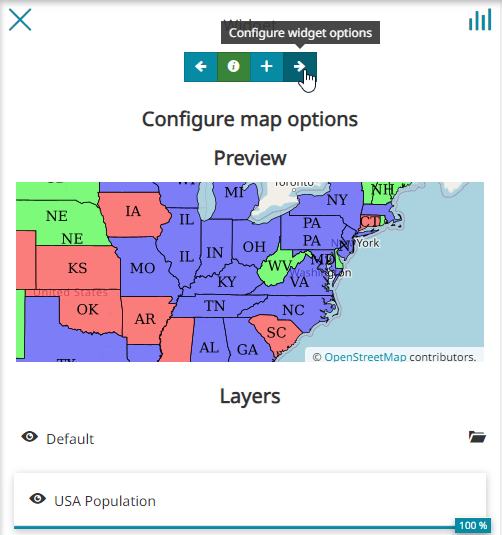 Widget
Configure widget options
Configure map options
Preview
WI
MI
Toronto
NY
NH
NE
IA
IL
PA
CT
New York
NE
OH
PA
NJ
KS
MO
IL
IN
WV
MD
Washington
United States
KY
VA
OK
AR
TN
NC
SC
TX
AL
GA
© OpenStreetMap contributors.
Layers
Default
USA Population
100 %